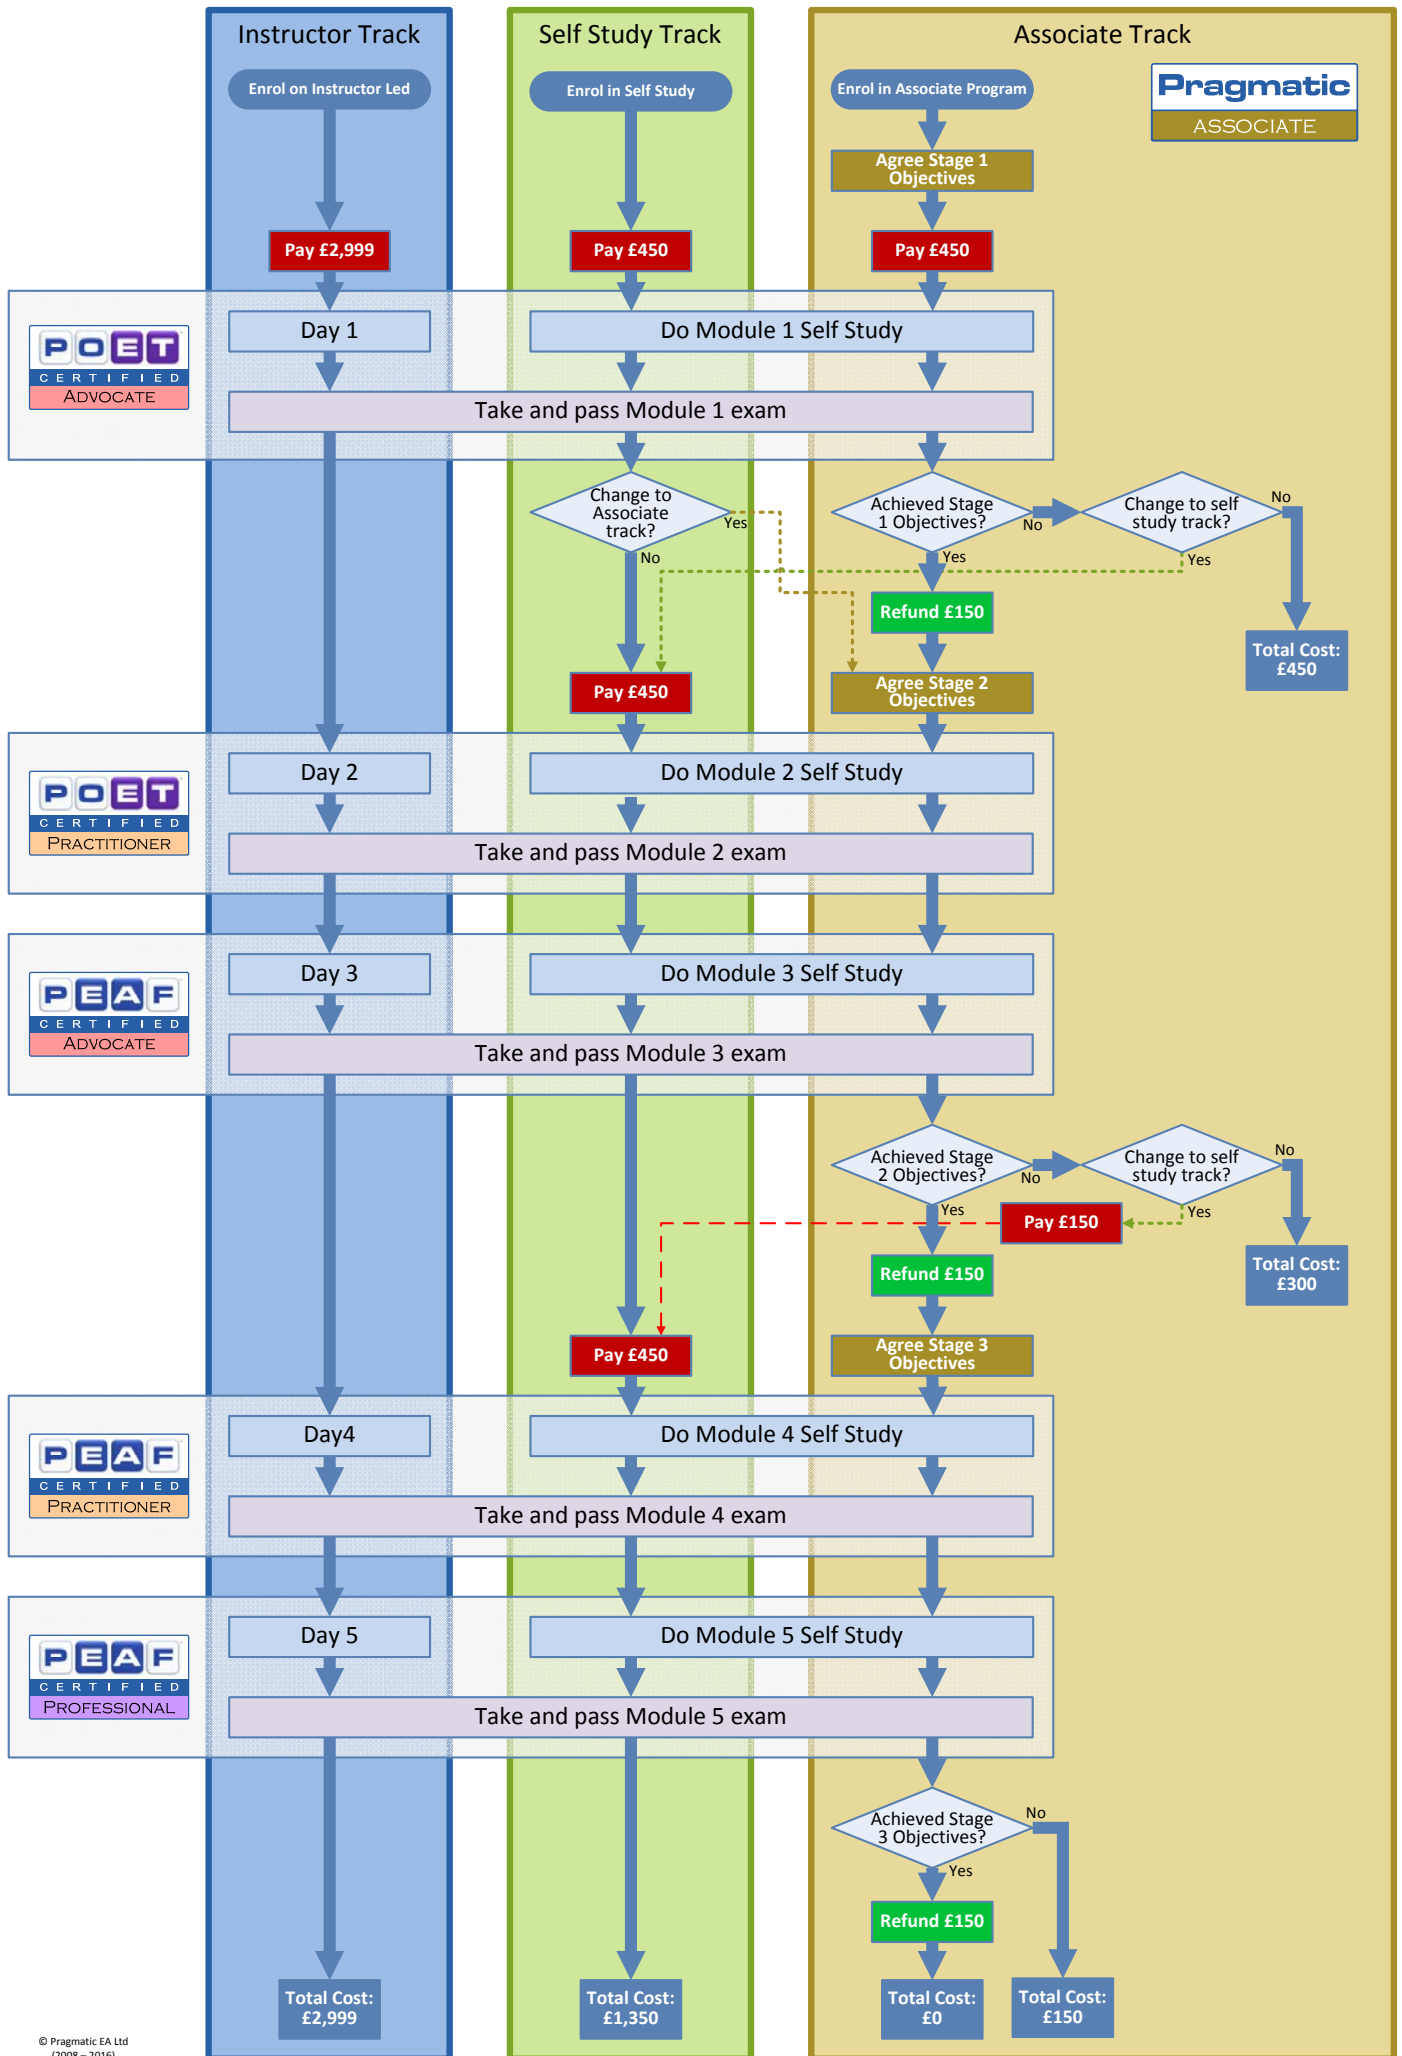 Instructor Track
Self Study Track
Associate Track
Enrol on Instructor Led
Enrol in Self Study
Enrol in Associate Program
Pragmatic
ASSOCIATE
Agree Stage 1
Objectives
Pay £2,999
Pay £450
Pay £450
POET
CERTIFIED
ADVOCATE
Day 1
Do Module 1 Self Study
Take and pass Module 1 exam
Change to
Associate
track?
Yes
No
Achieved Stage
1 Objectives?
No
Yes
Change to self
study track?
No
Yes
Refund £150
Total Cost:
£450
Pay £450
Agree Stage 2
Objectives
POET
CERTIFIED
PRACTITIONER
Day 2
Do Module 2 Self Study
Take and pass Module 2 exam
PEAF
CERTIFIED
ADVOCATE
Day 3
Do Module 3 Self Study
Take and pass Module 3 exam
Achieved Stage
2 Objectives?
No
Yes
Change to self
study track?
No
Yes
Pay £150
Refund £150
Total Cost:
£300
Pay £450
Agree Stage 3
Objectives
PEAF
CERTIFIED
PRACTITIONER
Day4
Do Module 4 Self Study
Take and pass Module 4 exam
PEAF
CERTIFIED
PROFESSIONAL
Day 5
Do Module 5 Self Study
Take and pass Module 5 exam
Achieved Stage
3 Objectives?
No
Yes
Refund £150
Total Cost:
£2,999
Total Cost:
£1,350
Total Cost:
£0
Total Cost:
£150
© Pragmatic EA Ltd
(2008 – 2016)